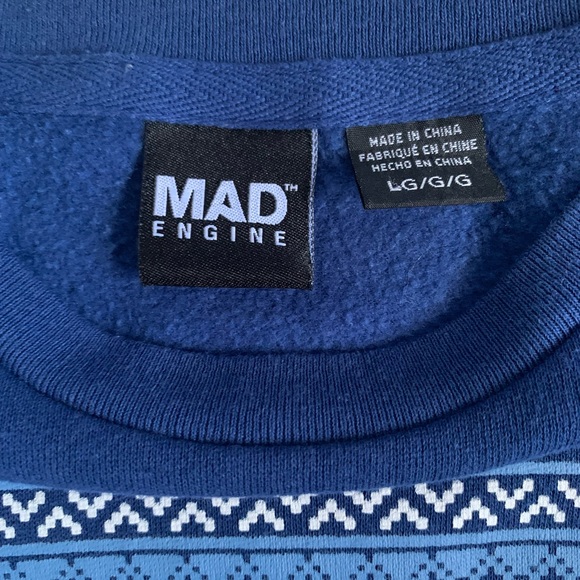 MAD™
ENGINE
MADE IN CHINA
FABRIQUÉ EN CHINE
HECHO EN CHINA
LG/G/G